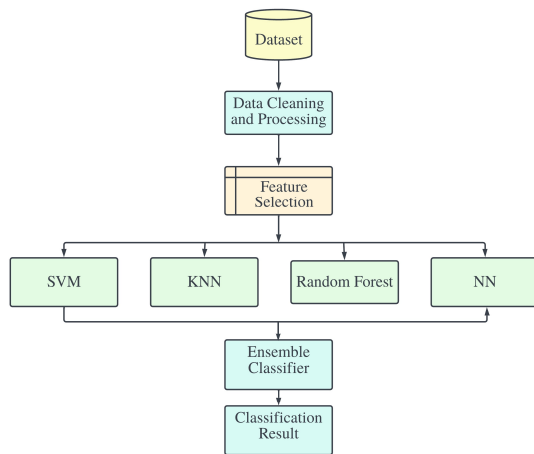 Dataset
Data Cleaning
and Processing
Feature
Selection
SVM
KNN
Random Forest
NN
Ensemble
Classifier
Classification
Result